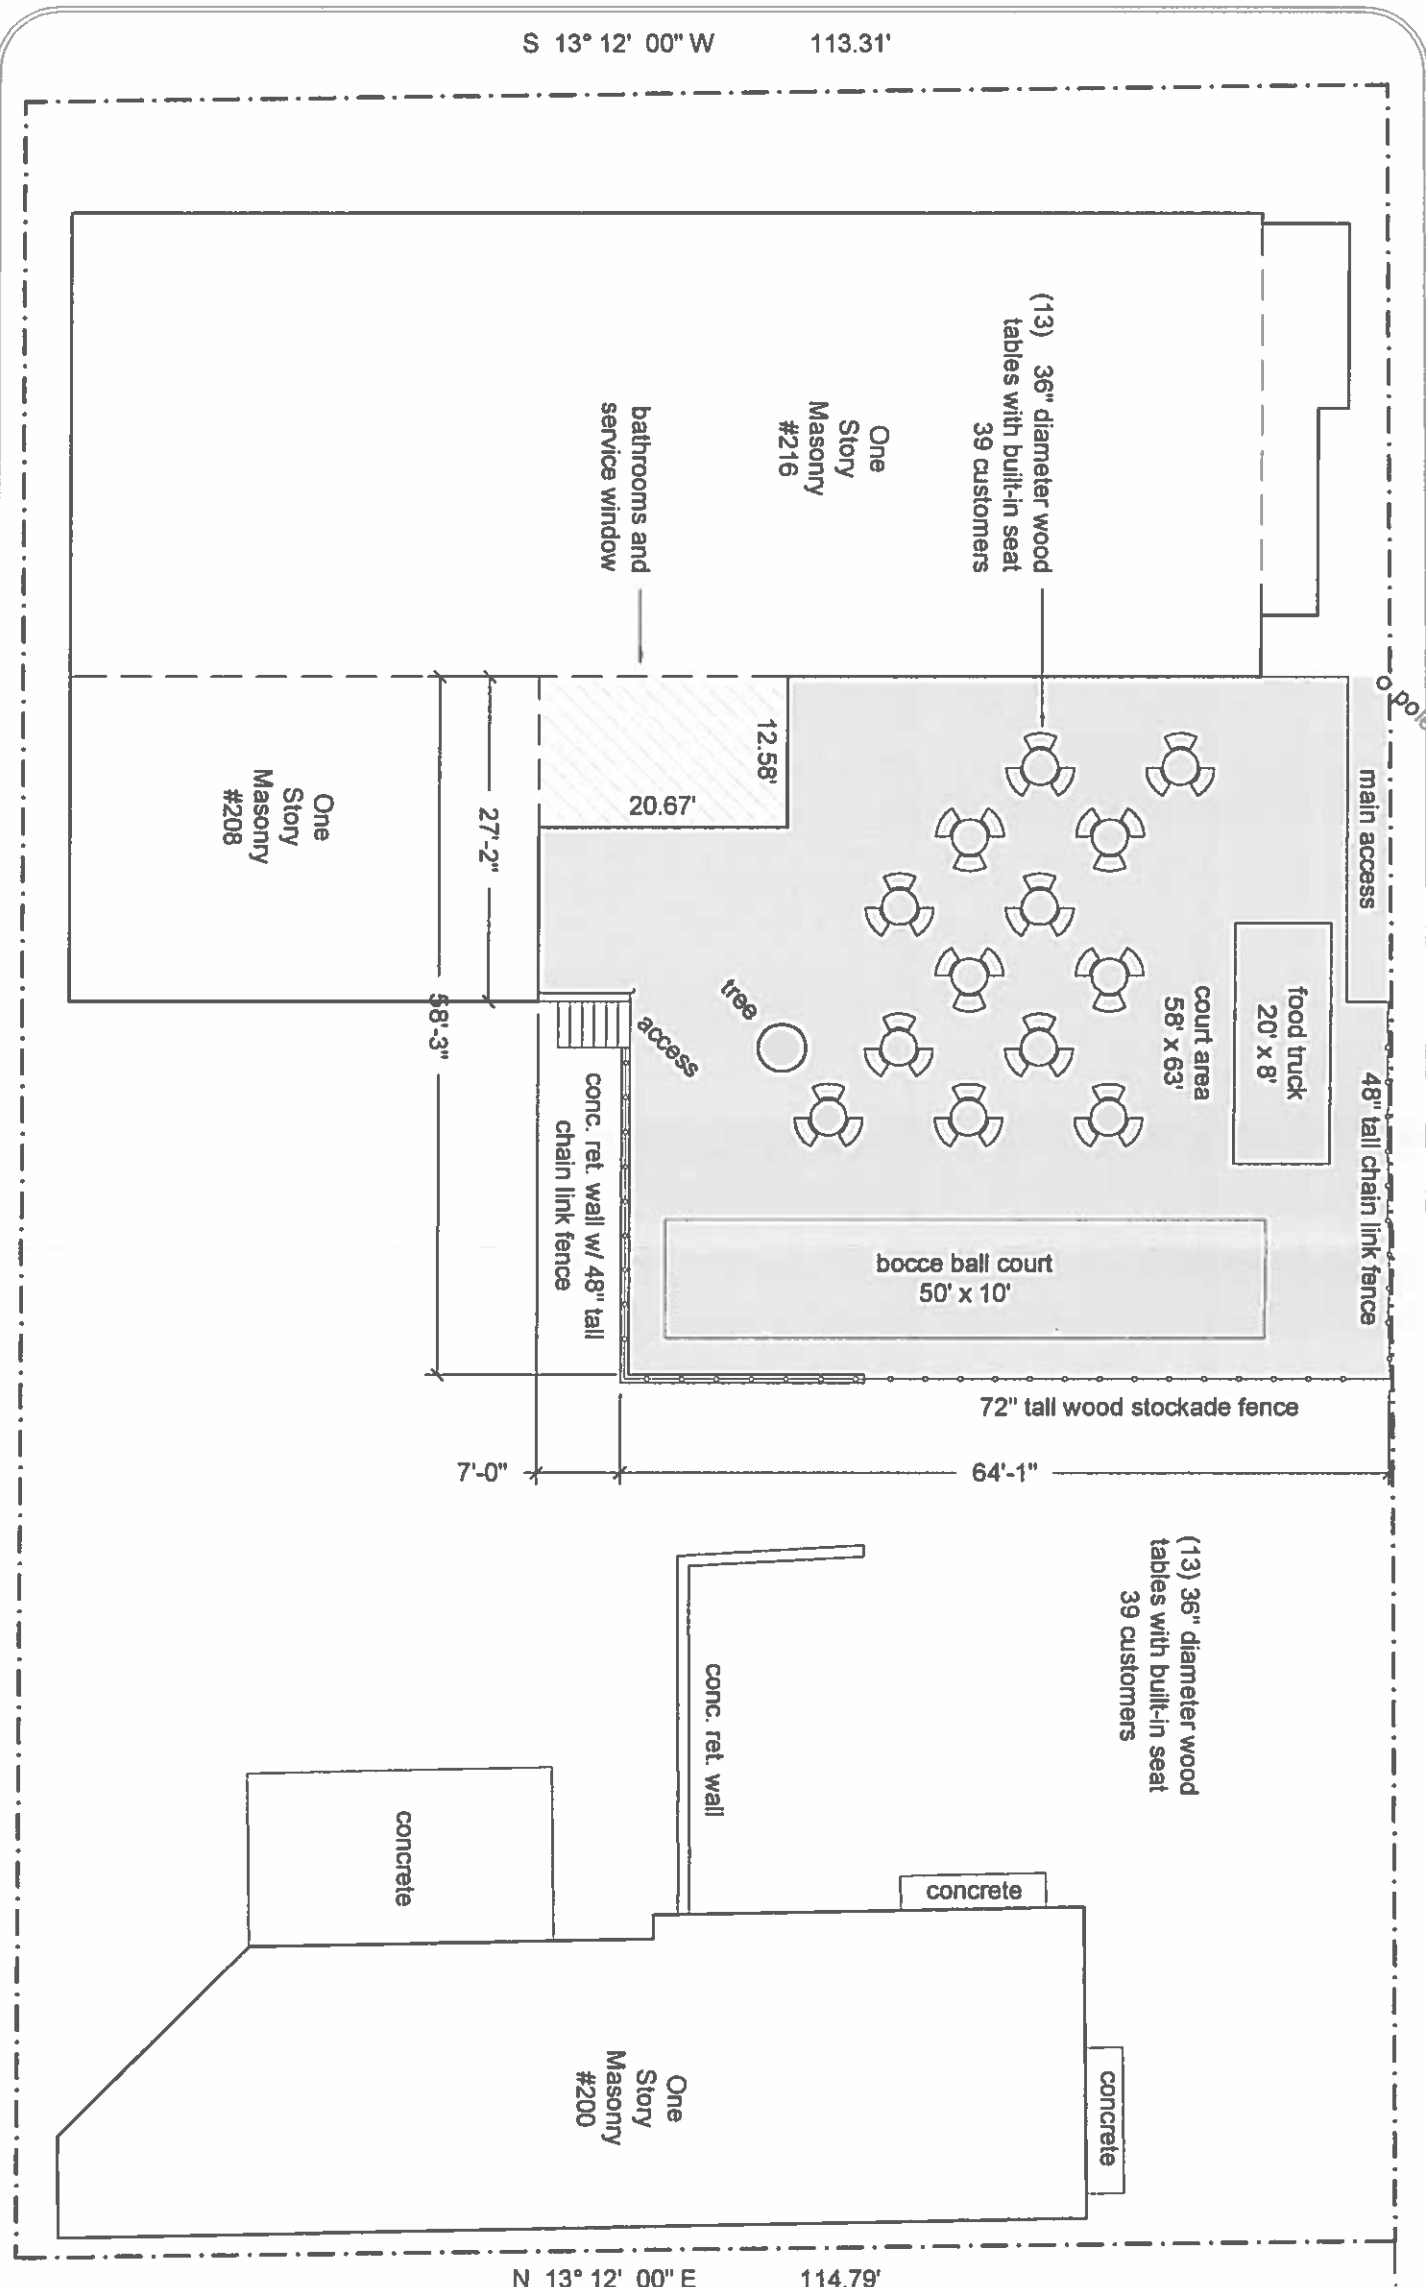 S 13° 12' 00" W 113.31'
pole
main access
(13) 36" diameter wood
tables with built-in seat
39 customers
One
Story
Masonry
#216
bathrooms and
service window
12.58'
20.67'
One
Story
Masonry
#208
27'-2"
58'-3"
food truck
20' x 8'
court area
58' x 63'
48" tall chain link fence
tree
access
conc. ret. wall w/ 48" tall
chain link fence
bocce ball court
50' x 10'
72" tall wood stockade fence
7'-0"
64'-1"
(13) 36" diameter wood
tables with built-in seat
39 customers
conc. ret. wall
concrete
concrete
concrete
One
Story
Masonry
#200
N 13° 12' 00" E 114.79'